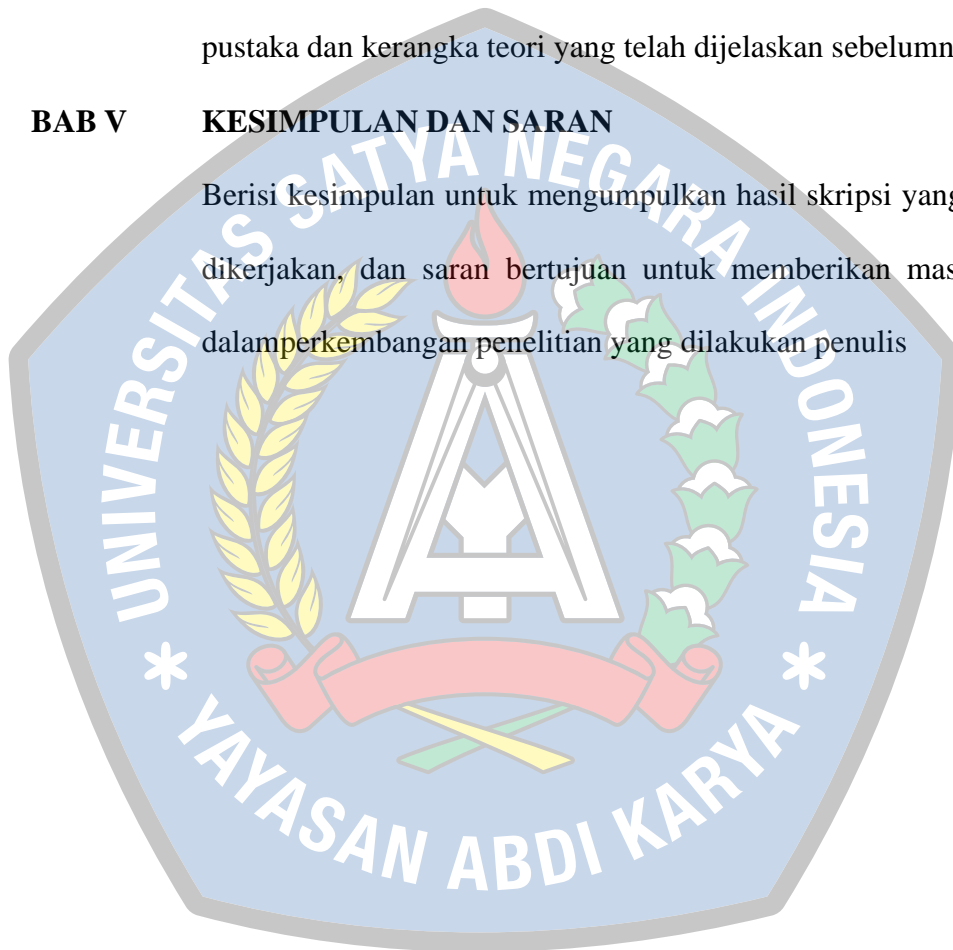 pustaka dan kerangka teori yang telah dijelaskan sebelumn
BAB V KESIMPULAN DAN SARAN
Berisi kesimpulan untuk mengumpulkan hasil skripsi yang
dikerjakan, dan saran bertujuan untuk memberikan mas
dalamperkembangan penelitian yang dilakukan penulis
UNIVERSITAS SATYA NEGARA INDONESIA
* YAYASAN ABDI KARYA *